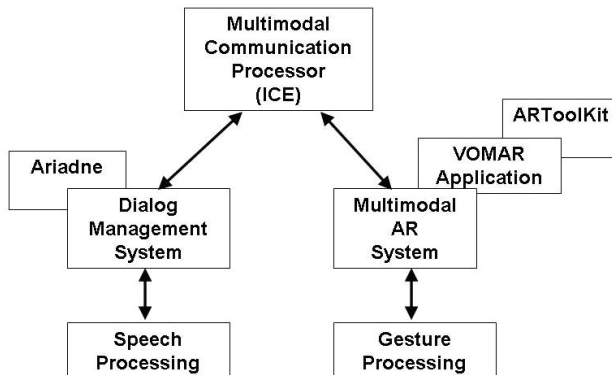 Multimodal
Communication
Processor
(ICE)
ARToolKit
VOMAR
Application
Ariadne
Dialog
Management
System
Multimodal
AR
System
Speech
Processing
Gesture
Processing